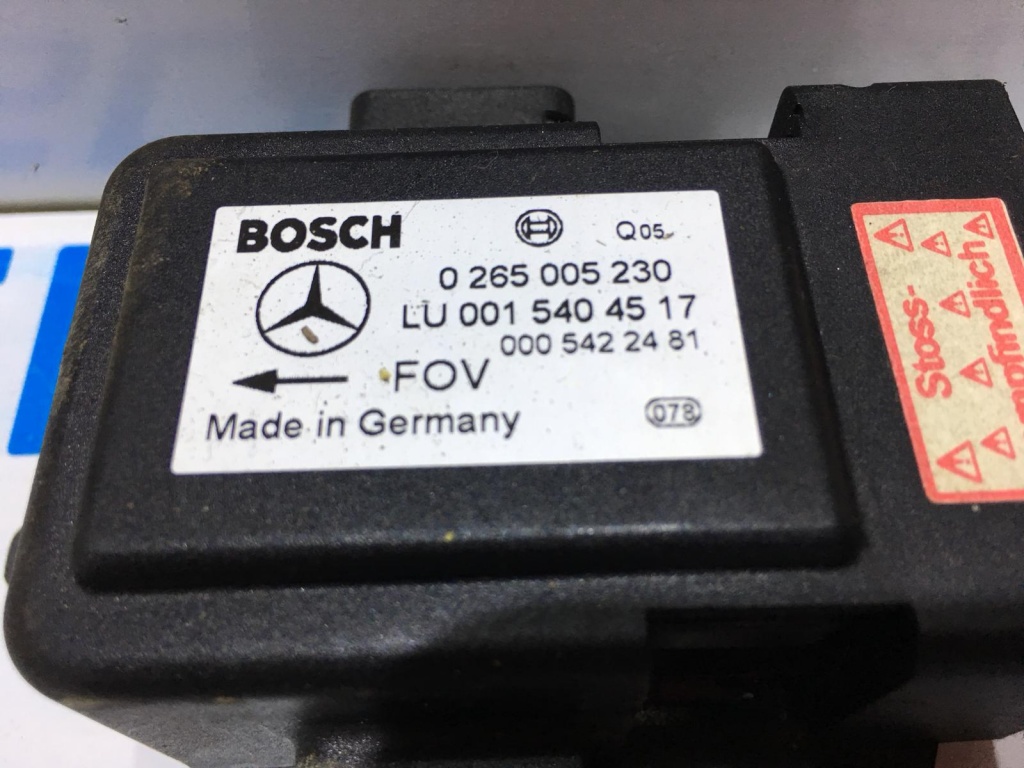 BOSCH
Q05
0 265 005 230
LU 001 540 45 17
000 542 24 81
FOV
Made in Germany
078
Stoss-